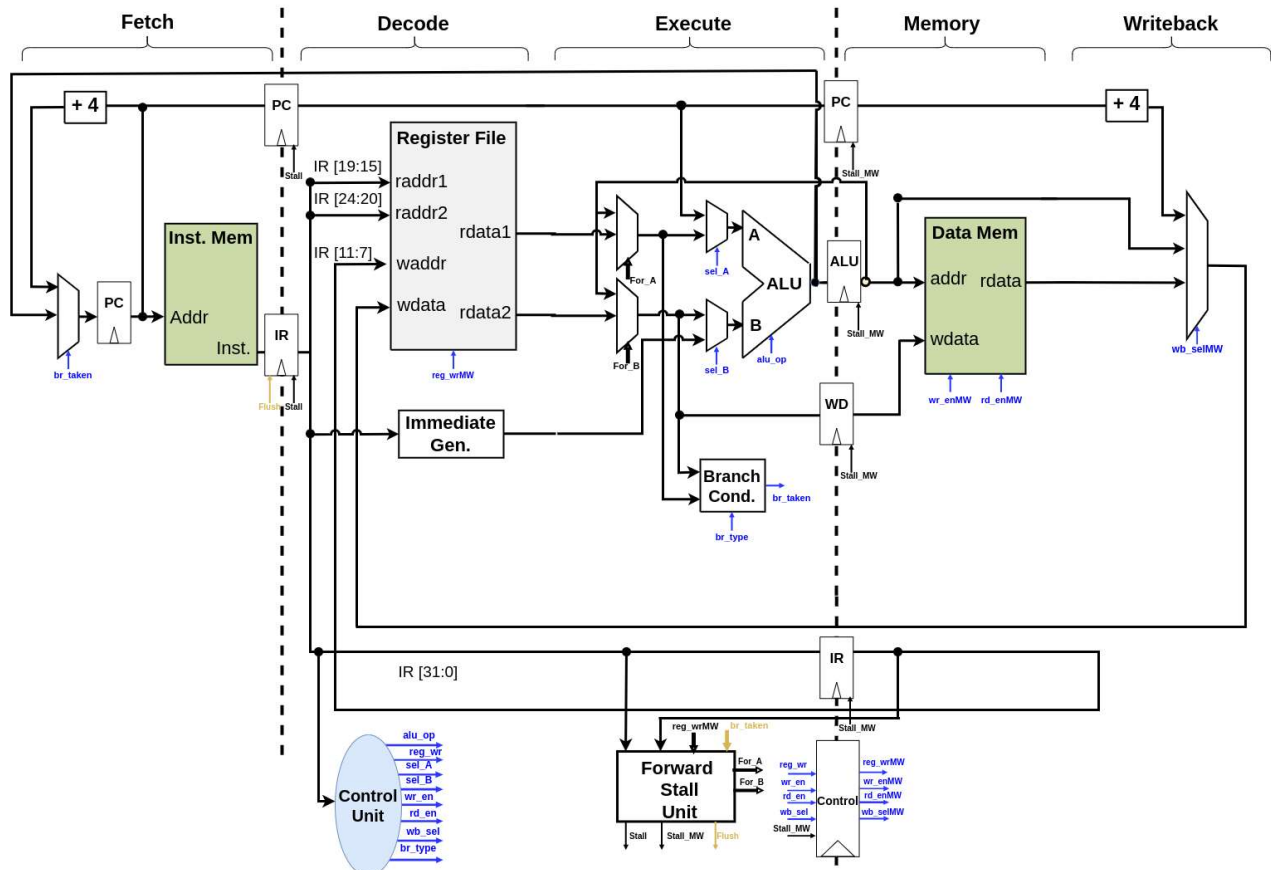 Fetch
Decode
Execute
Memory
Writeback
+ 4
PC
PC
+ 4
Stall
Stall_MW
Register File
IR [19:15]
raddr1
IR [24:20]
raddr2
rdata1
IR [11:7]
waddr
wdata
rdata2
reg_wrMW
Inst. Mem
PC
Addr
Inst.
br_taken
IR
Flush
Stall
For_A
For_B
sel_A
sel_B
A
B
ALU
alu_op
ALU
Stall_MW
Data Mem
addr
rdata
wdata
wr_enMW
rd_enMW
wb_selMW
Immediate
Gen.
WD
Stall_MW
Branch
Cond.
br_taken
br_type
IR [31:0]
IR
Stall_MW
Control
Unit
alu_op
reg_wr
sel_A
sel_B
wr_en
rd_en
wb_sel
br_type
reg_wrMW
br_taken
Forward
Stall
Unit
For_A
For_B
Stall
Stall_MW
Flush
reg_wr
wr_en
rd_en
wb_sel
Stall_MW
Control
reg_wrMW
wr_enMW
rd_enMW
wb_selMW